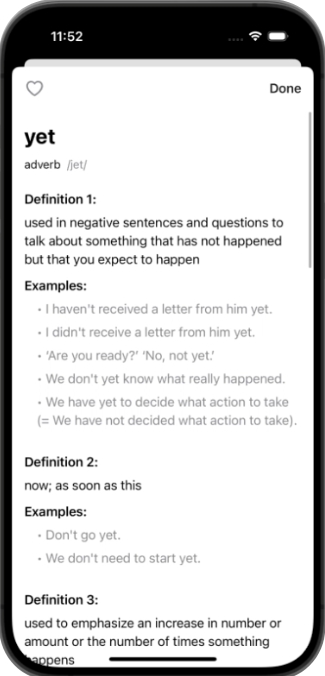 11:52
Done
yet
adverb /jet/
Definition 1:
used in negative sentences and questions to
talk about something that has not happened
but that you expect to happen
Examples:
• I haven't received a letter from him yet.
• I didn't receive a letter from him yet.
• ‘Are you ready?’ ‘No, not yet.’
• We don't yet know what really happened.
• We have yet to decide what action to take
(= We have not decided what action to take).
Definition 2:
now; as soon as this
Examples:
• Don't go yet.
• We don't need to start yet.
Definition 3:
used to emphasize an increase in number or
amount or the number of times something
happens